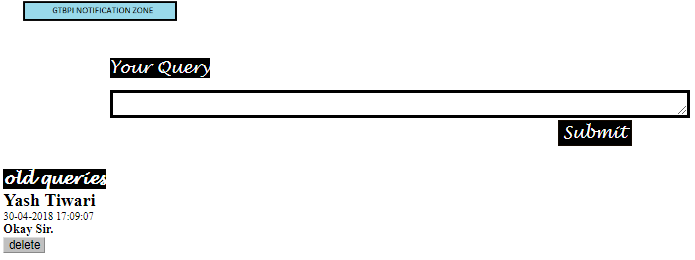 GTBPI NOTIFICATION ZONE
Your Query
Submit
old queries
Yash Tiwari
30-04-2018 17:09:07
Okay Sir.
delete